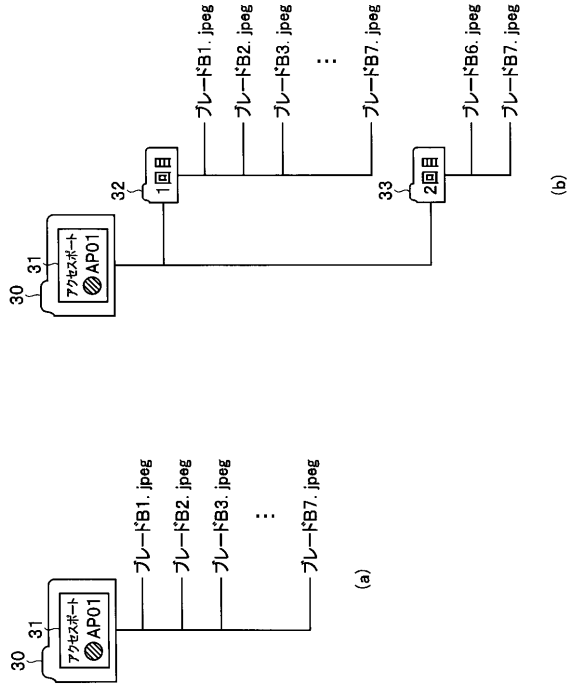 30
31
アクセスポート
AP01
ブレードB1. jpeg
ブレードB2. jpeg
ブレードB3. jpeg
…
ブレードB7. jpeg
(a)
30
31
アクセスポート
AP01
32
1回目
ブレードB1. jpeg
ブレードB2. jpeg
ブレードB3. jpeg
…
ブレードB7. jpeg
33
2回目
ブレードB6. jpeg
ブレードB7. jpeg
(b)